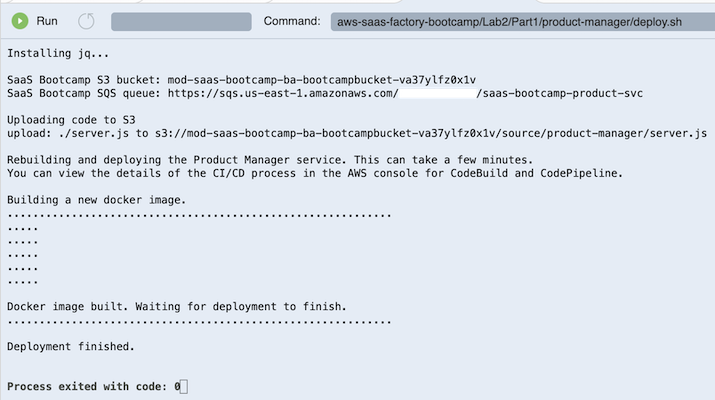 Run Command: aws-saas-factory-bootcamp/Lab2/Part1/product-manager/deploy.sh
Installing jq...
SaaS Bootcamp S3 bucket: mod-saas-bootcamp-ba-bootcampbucket-va37ylfz0x1v
SaaS Bootcamp SQS queue: https://sqs.us-east-1.amazonaws.com/ /saas-bootcamp-product-svc
Uploading code to S3
upload: ./server.js to s3://mod-saas-bootcamp-ba-bootcampbucket-va37ylfz0x1v/source/product-manager/server.js
Rebuilding and deploying the Product Manager service. This can take a few minutes.
You can view the details of the CI/CD process in the AWS console for CodeBuild and CodePipeline.
Building a new docker image.
............................................................
.....
.....
.....
.....
.....
Docker image built. Waiting for deployment to finish.
............................................................
Deployment finished.
Process exited with code: 0